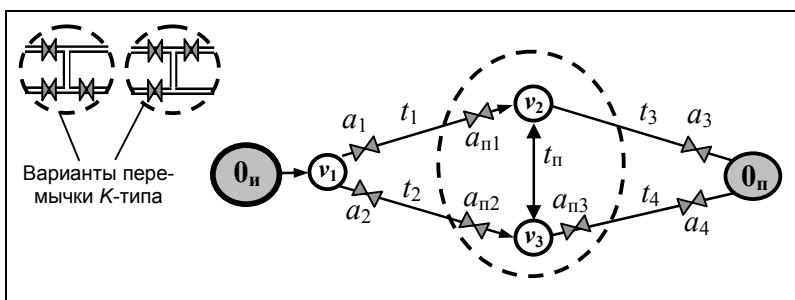 Варианты пере-
мычки K-типа
0и
v1
a1
t1
aп1
v2
t3
a3
tп
a2
t2
aп2
v3
aп3
t4
a4
0п